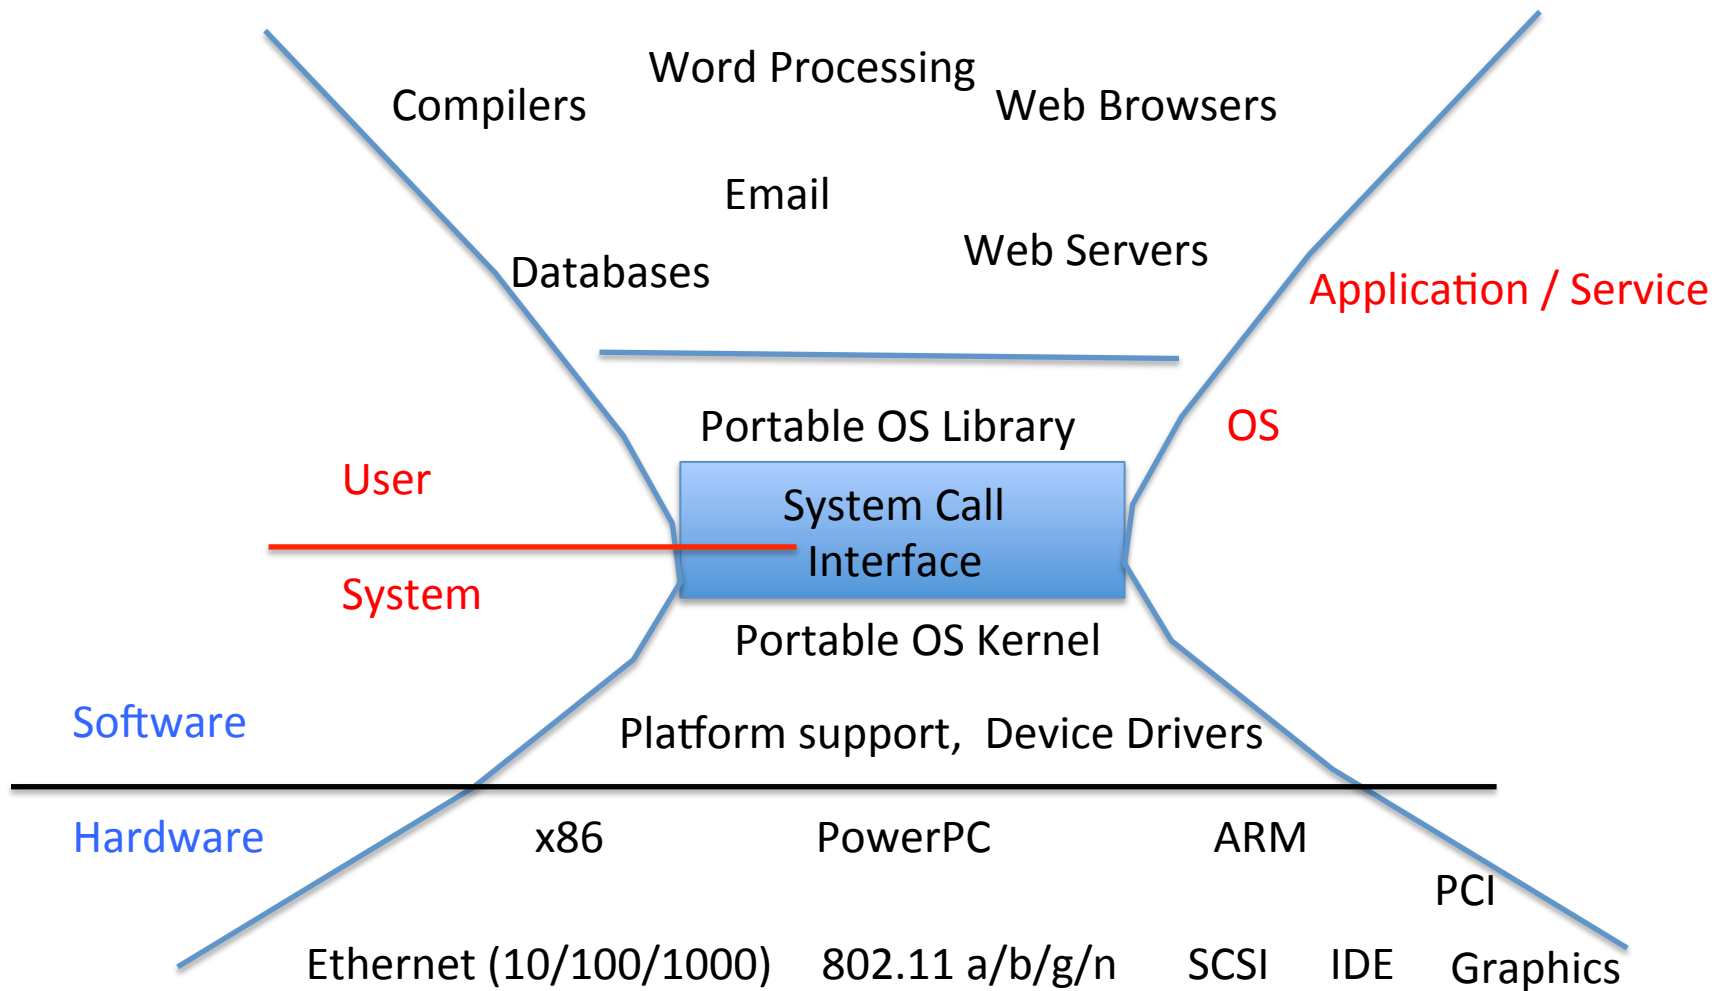 Word Processing
Compilers
Web Browsers
Email
Web Servers
Databases
Application / Service
Portable OS Library
OS
User
System Call
Interface
System
Portable OS Kernel
Software
Platform support, Device Drivers
Hardware
x86
PowerPC
ARM
PCI
Ethernet (10/100/1000)
802.11 a/b/g/n
SCSI
IDE
Graphics